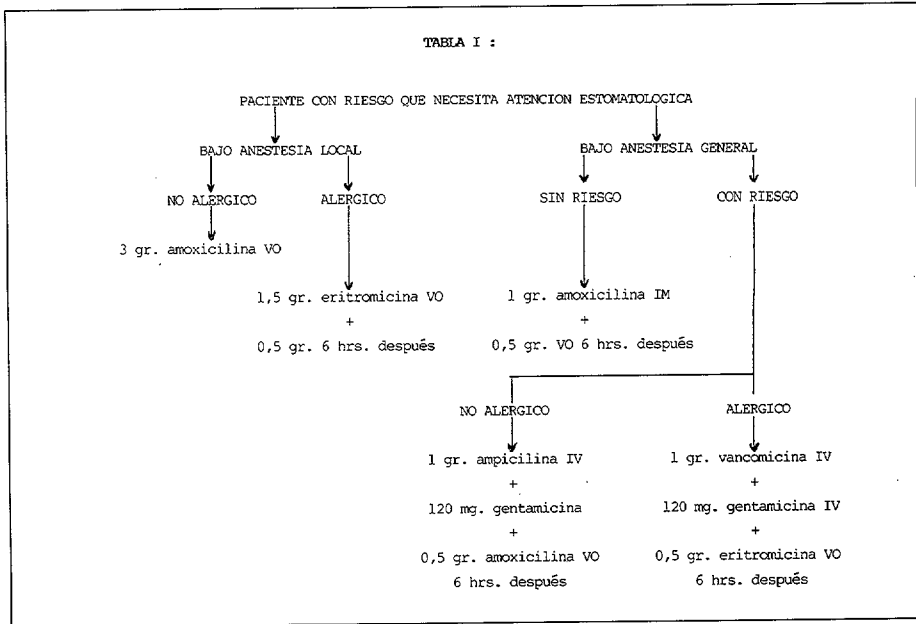 TABLA I :
PACIENTE CON RIESGO QUE NECESITA ATENCION ESTOMATOLOGICA
BAJO ANESTESIA LOCAL
BAJO ANESTESIA GENERAL
NO ALERGICO
ALERGICO
SIN RIESGO
CON RIESGO
3 gr. amoxicilina VO
1,5 gr. eritromicina VO
+
0,5 gr. 6 hrs. después
1 gr. amoxicilina IM
+
0,5 gr. VO 6 hrs. después
NO ALERGICO
ALERGICO
1 gr. ampicilina IV
+
120 mg. gentamicina
+
0,5 gr. amoxicilina VO
6 hrs. después
1 gr. vancomicina IV
+
120 mg. gentamicina IV
+
0,5 gr. eritromicina VO
6 hrs. después